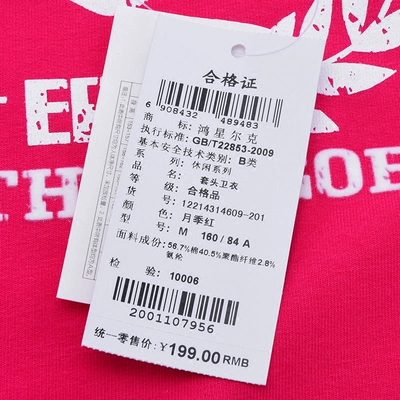 合格证
6 908432 489483
商 标: 鸿星尔克
执行标准: GB/T22853-2009
基本安全技术类别: B类
系 列: 休闲系列
品 名: 套头卫衣
等 级: 合格品
货 号: 12214314609-201
颜 色: 月季红
型 号: M 160/84A
面料成份: 56.7%棉40.5%聚酯纤维2.8%
氨纶
检 验: 10006
2001107956
统一零售价: ¥199.00RMB